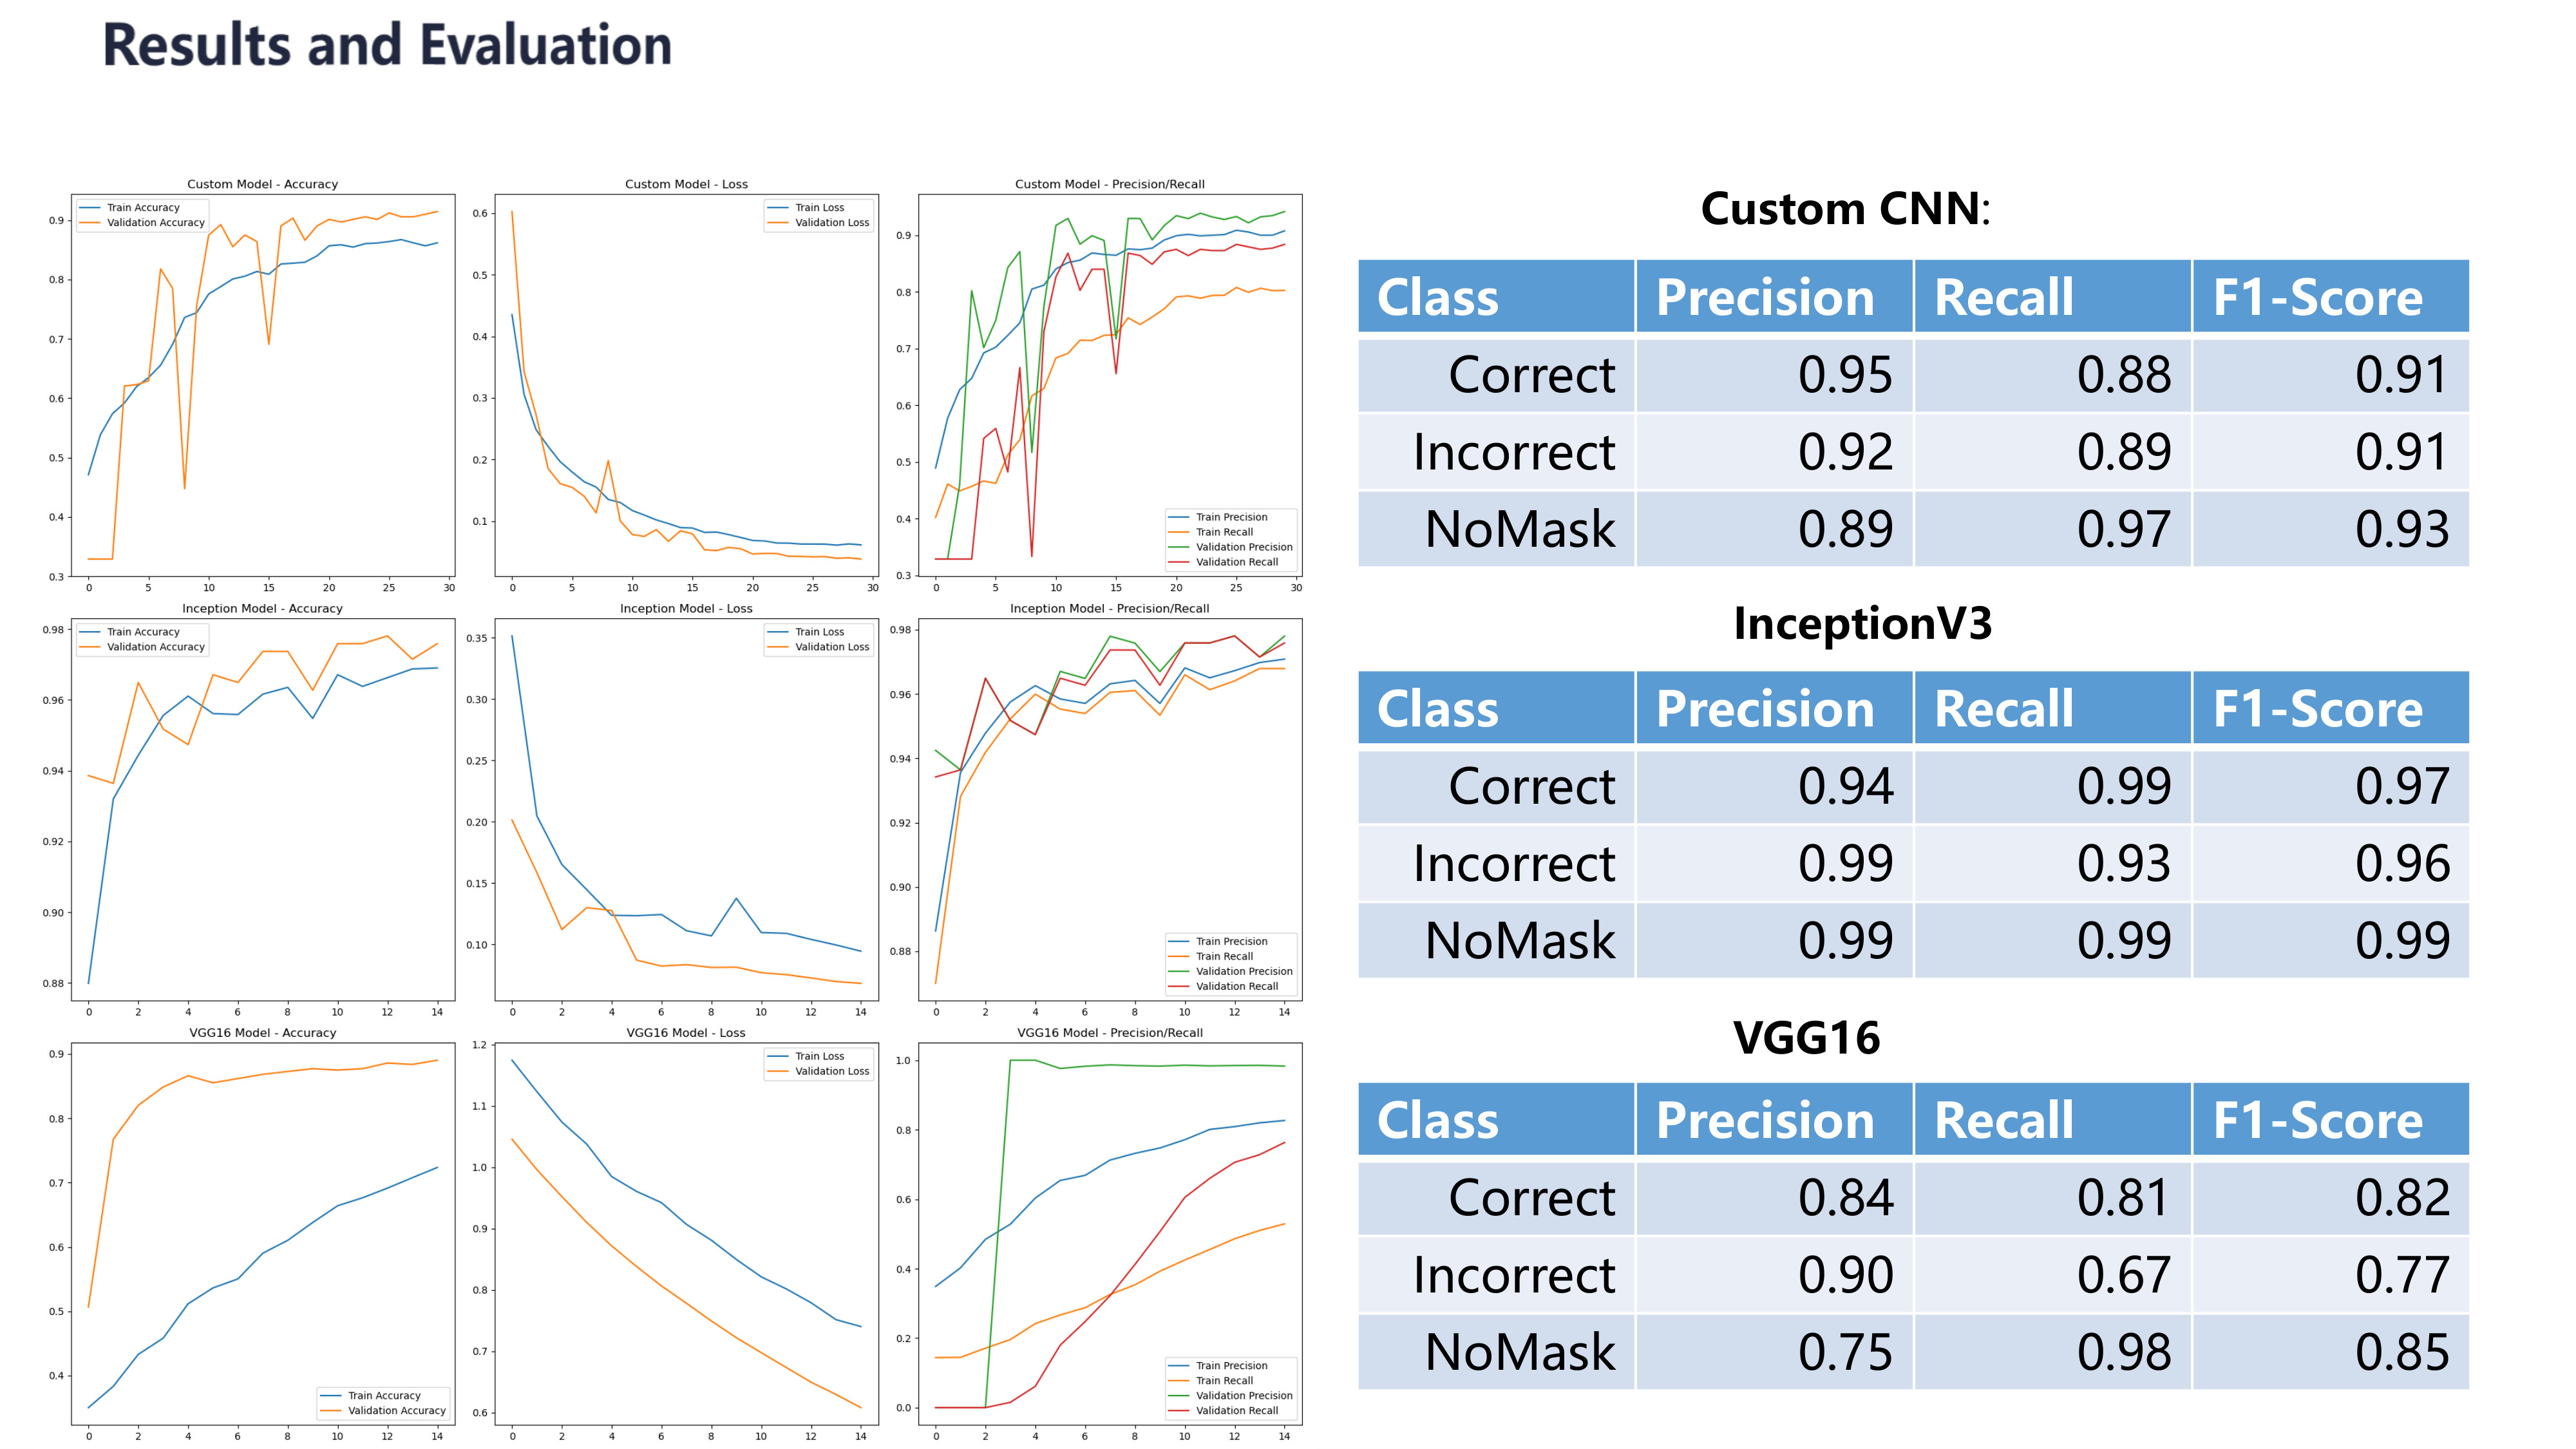 Results and Evaluation
Custom Model - Accuracy
Train Accuracy
Validation Accuracy
0.9
0.8
0.7
0.6
0.5
0.4
0.3
0 5 10 15 20 25 30
Custom Model - Loss
Train Loss
Validation Loss
0.6
0.5
0.4
0.3
0.2
0.1
0 5 10 15 20 25 30
Custom Model - Precision/Recall
0.9
0.8
0.7
0.6
0.5
0.4
0.3
Train Precision
Train Recall
Validation Precision
Validation Recall
0 5 10 15 20 25 30
Inception Model - Accuracy
Train Accuracy
Validation Accuracy
0.98
0.96
0.94
0.92
0.90
0.88
0 2 4 6 8 10 12 14
Inception Model - Loss
Train Loss
Validation Loss
0.35
0.30
0.25
0.20
0.15
0.10
0 2 4 6 8 10 12 14
Inception Model - Precision/Recall
0.98
0.96
0.94
0.92
0.90
0.88
Train Precision
Train Recall
Validation Precision
Validation Recall
0 2 4 6 8 10 12 14
VGG16 Model - Accuracy
0.9
0.8
0.7
0.6
0.5
0.4
Train Accuracy
Validation Accuracy
0 2 4 6 8 10 12 14
VGG16 Model - Loss
Train Loss
Validation Loss
1.2
1.1
1.0
0.9
0.8
0.7
0.6
0 2 4 6 8 10 12 14
VGG16 Model - Precision/Recall
1.0
0.8
0.6
0.4
0.2
0.0
Train Precision
Train Recall
Validation Precision
Validation Recall
0 2 4 6 8 10 12 14
Custom CNN:
Class Precision Recall F1-Score
Correct 0.95 0.88 0.91
Incorrect 0.92 0.89 0.91
NoMask 0.89 0.97 0.93
InceptionV3
Class Precision Recall F1-Score
Correct 0.94 0.99 0.97
Incorrect 0.99 0.93 0.96
NoMask 0.99 0.99 0.99
VGG16
Class Precision Recall F1-Score
Correct 0.84 0.81 0.82
Incorrect 0.90 0.67 0.77
NoMask 0.75 0.98 0.85